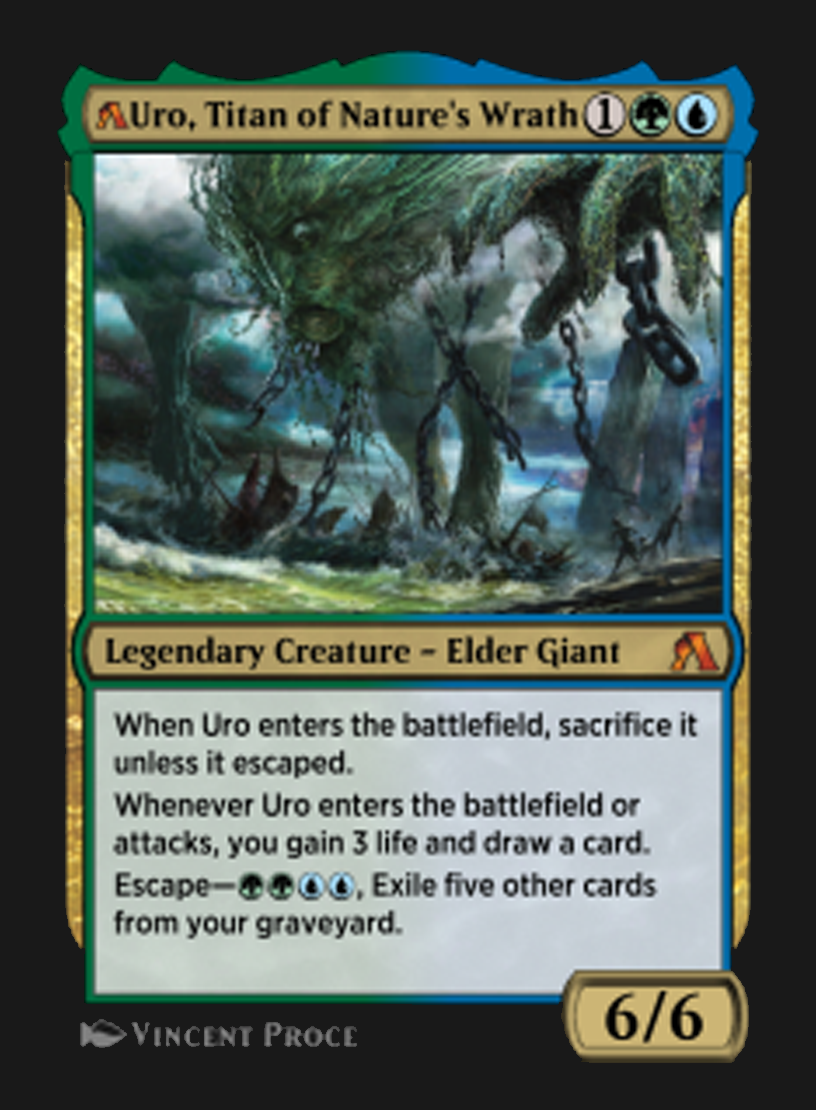 Uro, Titan of Nature's Wrath 1
Legendary Creature – Elder Giant
When Uro enters the battlefield, sacrifice it
unless it escaped.
Whenever Uro enters the battlefield or
attacks, you gain 3 life and draw a card.
Escape—, Exile five other cards
from your graveyard.
6/6
Vincent Proce